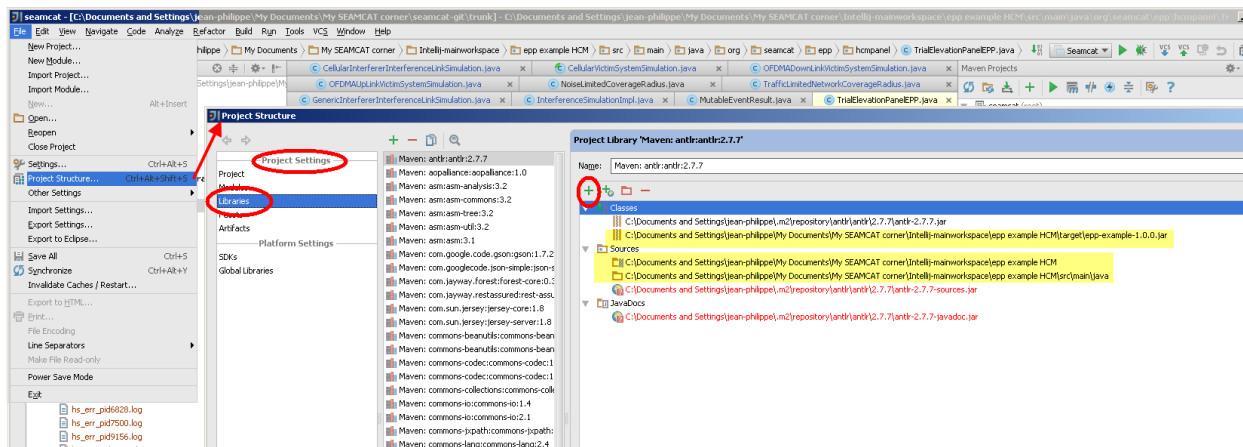 seamcat - [C:\Documents and Settings\jean-philippe\My Documents\My SEAMCAT corner\seamcat-git\trunk] - C:\Documents and Settings\jean-philippe\My Documents\My SEAMCAT corner\Intellij-mainworkspace\epp example HCM\src\main\java\org\seamcat\epp\hcmpanel\
File Edit View Navigate Code Analyze Refactor Build Run Tools VCS Window Help
New Project...
New Module...
Import Project...
Import Module...
New... Alt+Insert
Open...
Reopen
Close Project
Settings... Ctrl+Alt+S
Project Structure... Ctrl+Alt+Shift+S
Other Settings
Import Settings...
Export Settings...
Export to Eclipse...
Save All Ctrl+S
Synchronize Ctrl+Alt+Y
Invalidate Caches / Restart...
Export to HTML...
Print...
File Encoding
Line Separators
Make File Read-only
Power Save Mode
Exit
hs_err_pid6828.log
hs_err_pid7500.log
hs_err_pid9156.log
hilippe My Documents My SEAMCAT corner Intellij-mainworkspace epp example HCM src main java org seamcat epp hcmpanel TrialElevationPanelEPP.java Seamcat
CellularInterfererInterferenceLinkSimulation.java CellularVictimSystemSimulation.java OFDMADownLinkVictimSystemSimulation.java Maven Projects
Settings\jean-philippe\My OFDMAUpLinkVictimSystemSimulation.java NoiseLimitedCoverageRadius.java TrafficLimitedNetworkCoverageRadius.java
GenericInterfererInterferenceLinkSimulation.java InterferenceSimulationImpl.java MutableEventResult.java TrialElevationPanelEPP.java seamcat (root)
Project Structure
Project Settings
Project
Modules
Libraries
Facets
Artifacts
Platform Settings
SDKs
Global Libraries
Maven: antlr:antlr:2.7.7
Maven: aopalliance:aopalliance:1.0
Maven: asm:asm-analysis:3.2
Maven: asm:asm-commons:3.2
Maven: asm:asm-tree:3.2
Maven: asm:asm-util:3.2
Maven: asm:asm:3.1
Maven: com.google.code.gson:gson:1.7.2
Maven: com.googlecode.json-simple:json-s
Maven: com.jayway.forest:forest-core:0.3
Maven: com.jayway.restassured:rest-assu
Maven: com.sun.jersey:jersey-core:1.8
Maven: com.sun.jersey:jersey-server:1.8
Maven: commons-beanutils:commons-bean
Maven: commons-beanutils:commons-bean
Maven: commons-codec:commons-codec:1
Maven: commons-codec:commons-codec:1
Maven: commons-collections:commons-colle
Maven: commons-io:commons-io:1.4
Maven: commons-io:commons-io:2.1
Maven: commons-jxpath:commons-jxpath:
Maven: commons-lang:commons-lang:2.4
Project Library 'Maven: antlr:antlr:2.7.7'
Name: Maven: antlr:antlr:2.7.7
Classes
C:\Documents and Settings\jean-philippe\.m2\repository\antlr\antlr\2.7.7\antlr-2.7.7.jar
C:\Documents and Settings\jean-philippe\My Documents\My SEAMCAT corner\Intellij-mainworkspace\epp example HCM\target\epp-example-1.0.0.jar
Sources
C:\Documents and Settings\jean-philippe\My Documents\My SEAMCAT corner\Intellij-mainworkspace\epp example HCM
C:\Documents and Settings\jean-philippe\My Documents\My SEAMCAT corner\Intellij-mainworkspace\epp example HCM\src\main\java
C:\Documents and Settings\jean-philippe\.m2\repository\antlr\antlr\2.7.7\antlr-2.7.7-sources.jar
JavaDocs
C:\Documents and Settings\jean-philippe\.m2\repository\antlr\antlr\2.7.7\antlr-2.7.7-javadoc.jar